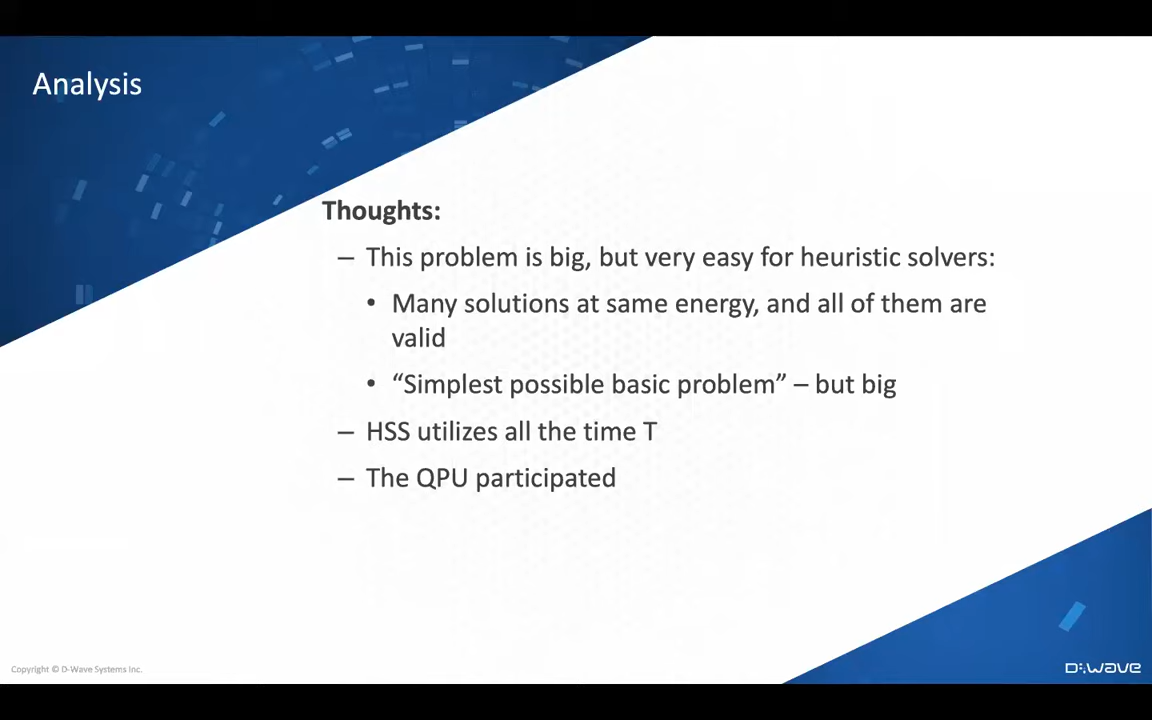 Analysis
Thoughts:
– This problem is big, but very easy for heuristic solvers:
• Many solutions at same energy, and all of them are
valid
• “Simplest possible basic problem” – but big
– HSS utilizes all the time T
– The QPU participated
Copyright © D-Wave Systems Inc.
D:wave